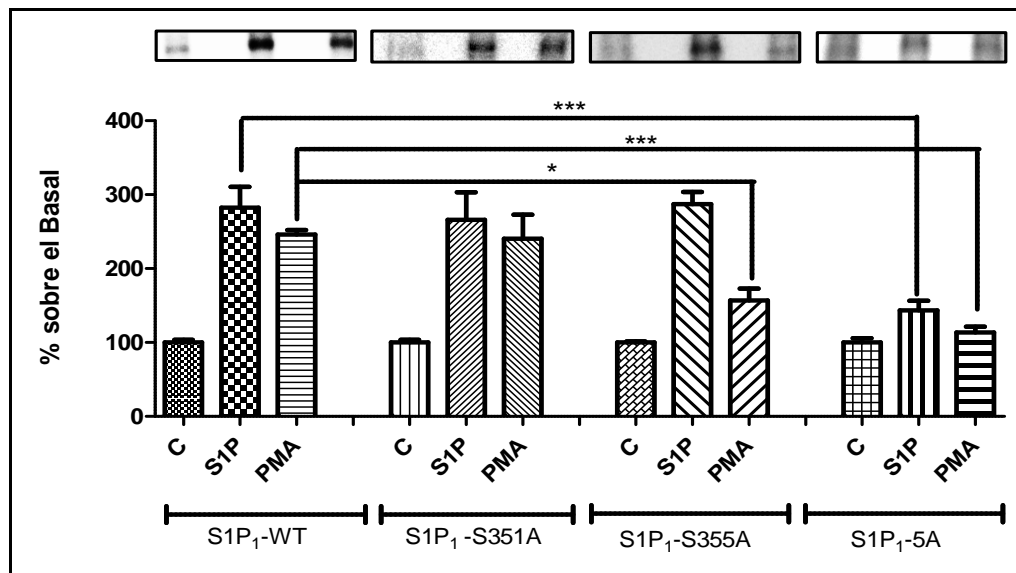 ***
400
***
*
300
200
100
0
% sobre el Basal
C S1P PMA C S1P PMA C S1P PMA C S1P PMA
S1P₁-WT S1P₁ -S351A S1P₁-S355A S1P₁-5A